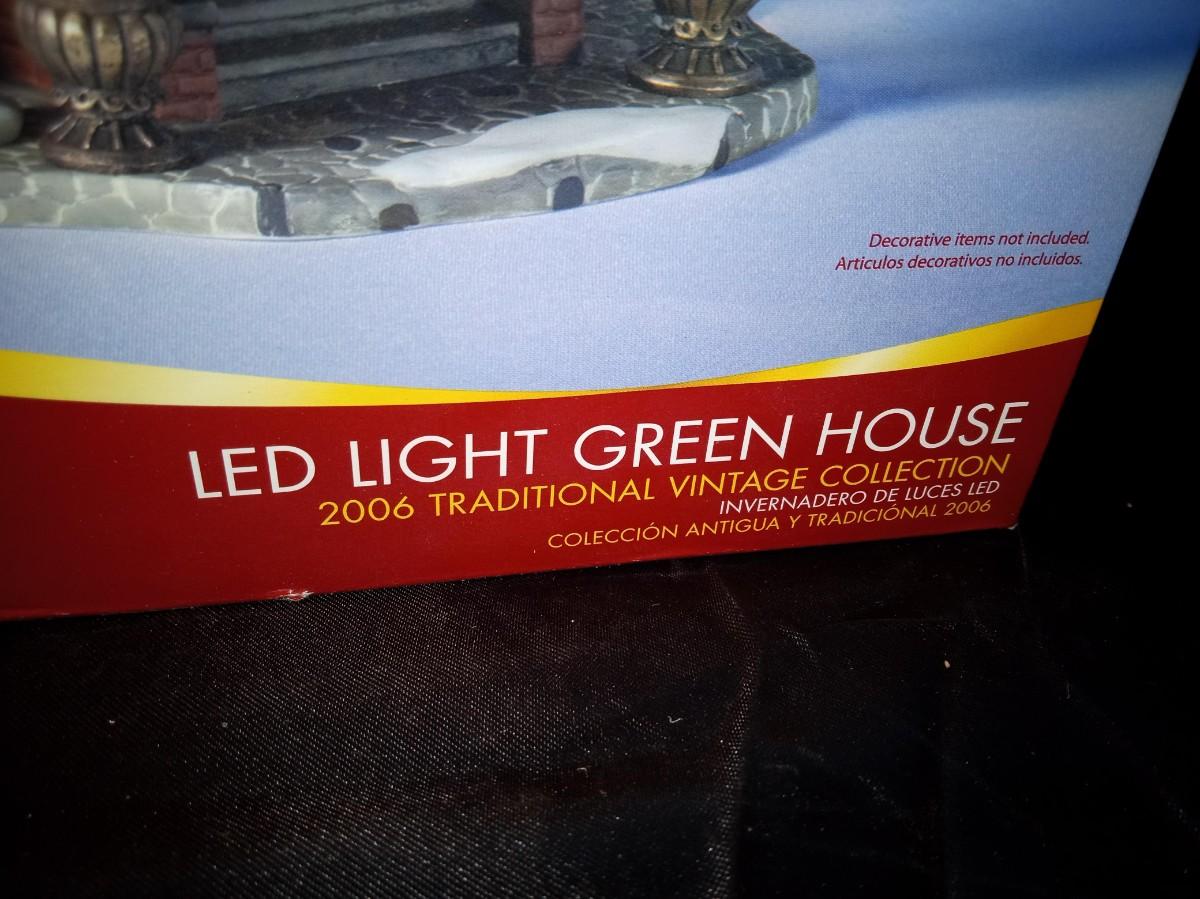 Decorative items not included.
Articulos decorativos no incluidos.
LED LIGHT GREEN HOUSE
2006 TRADITIONAL VINTAGE COLLECTION
INVERNADERO DE LUCES LED
COLECCIÓN ANTIGUA Y TRADICIÓNAL 2006